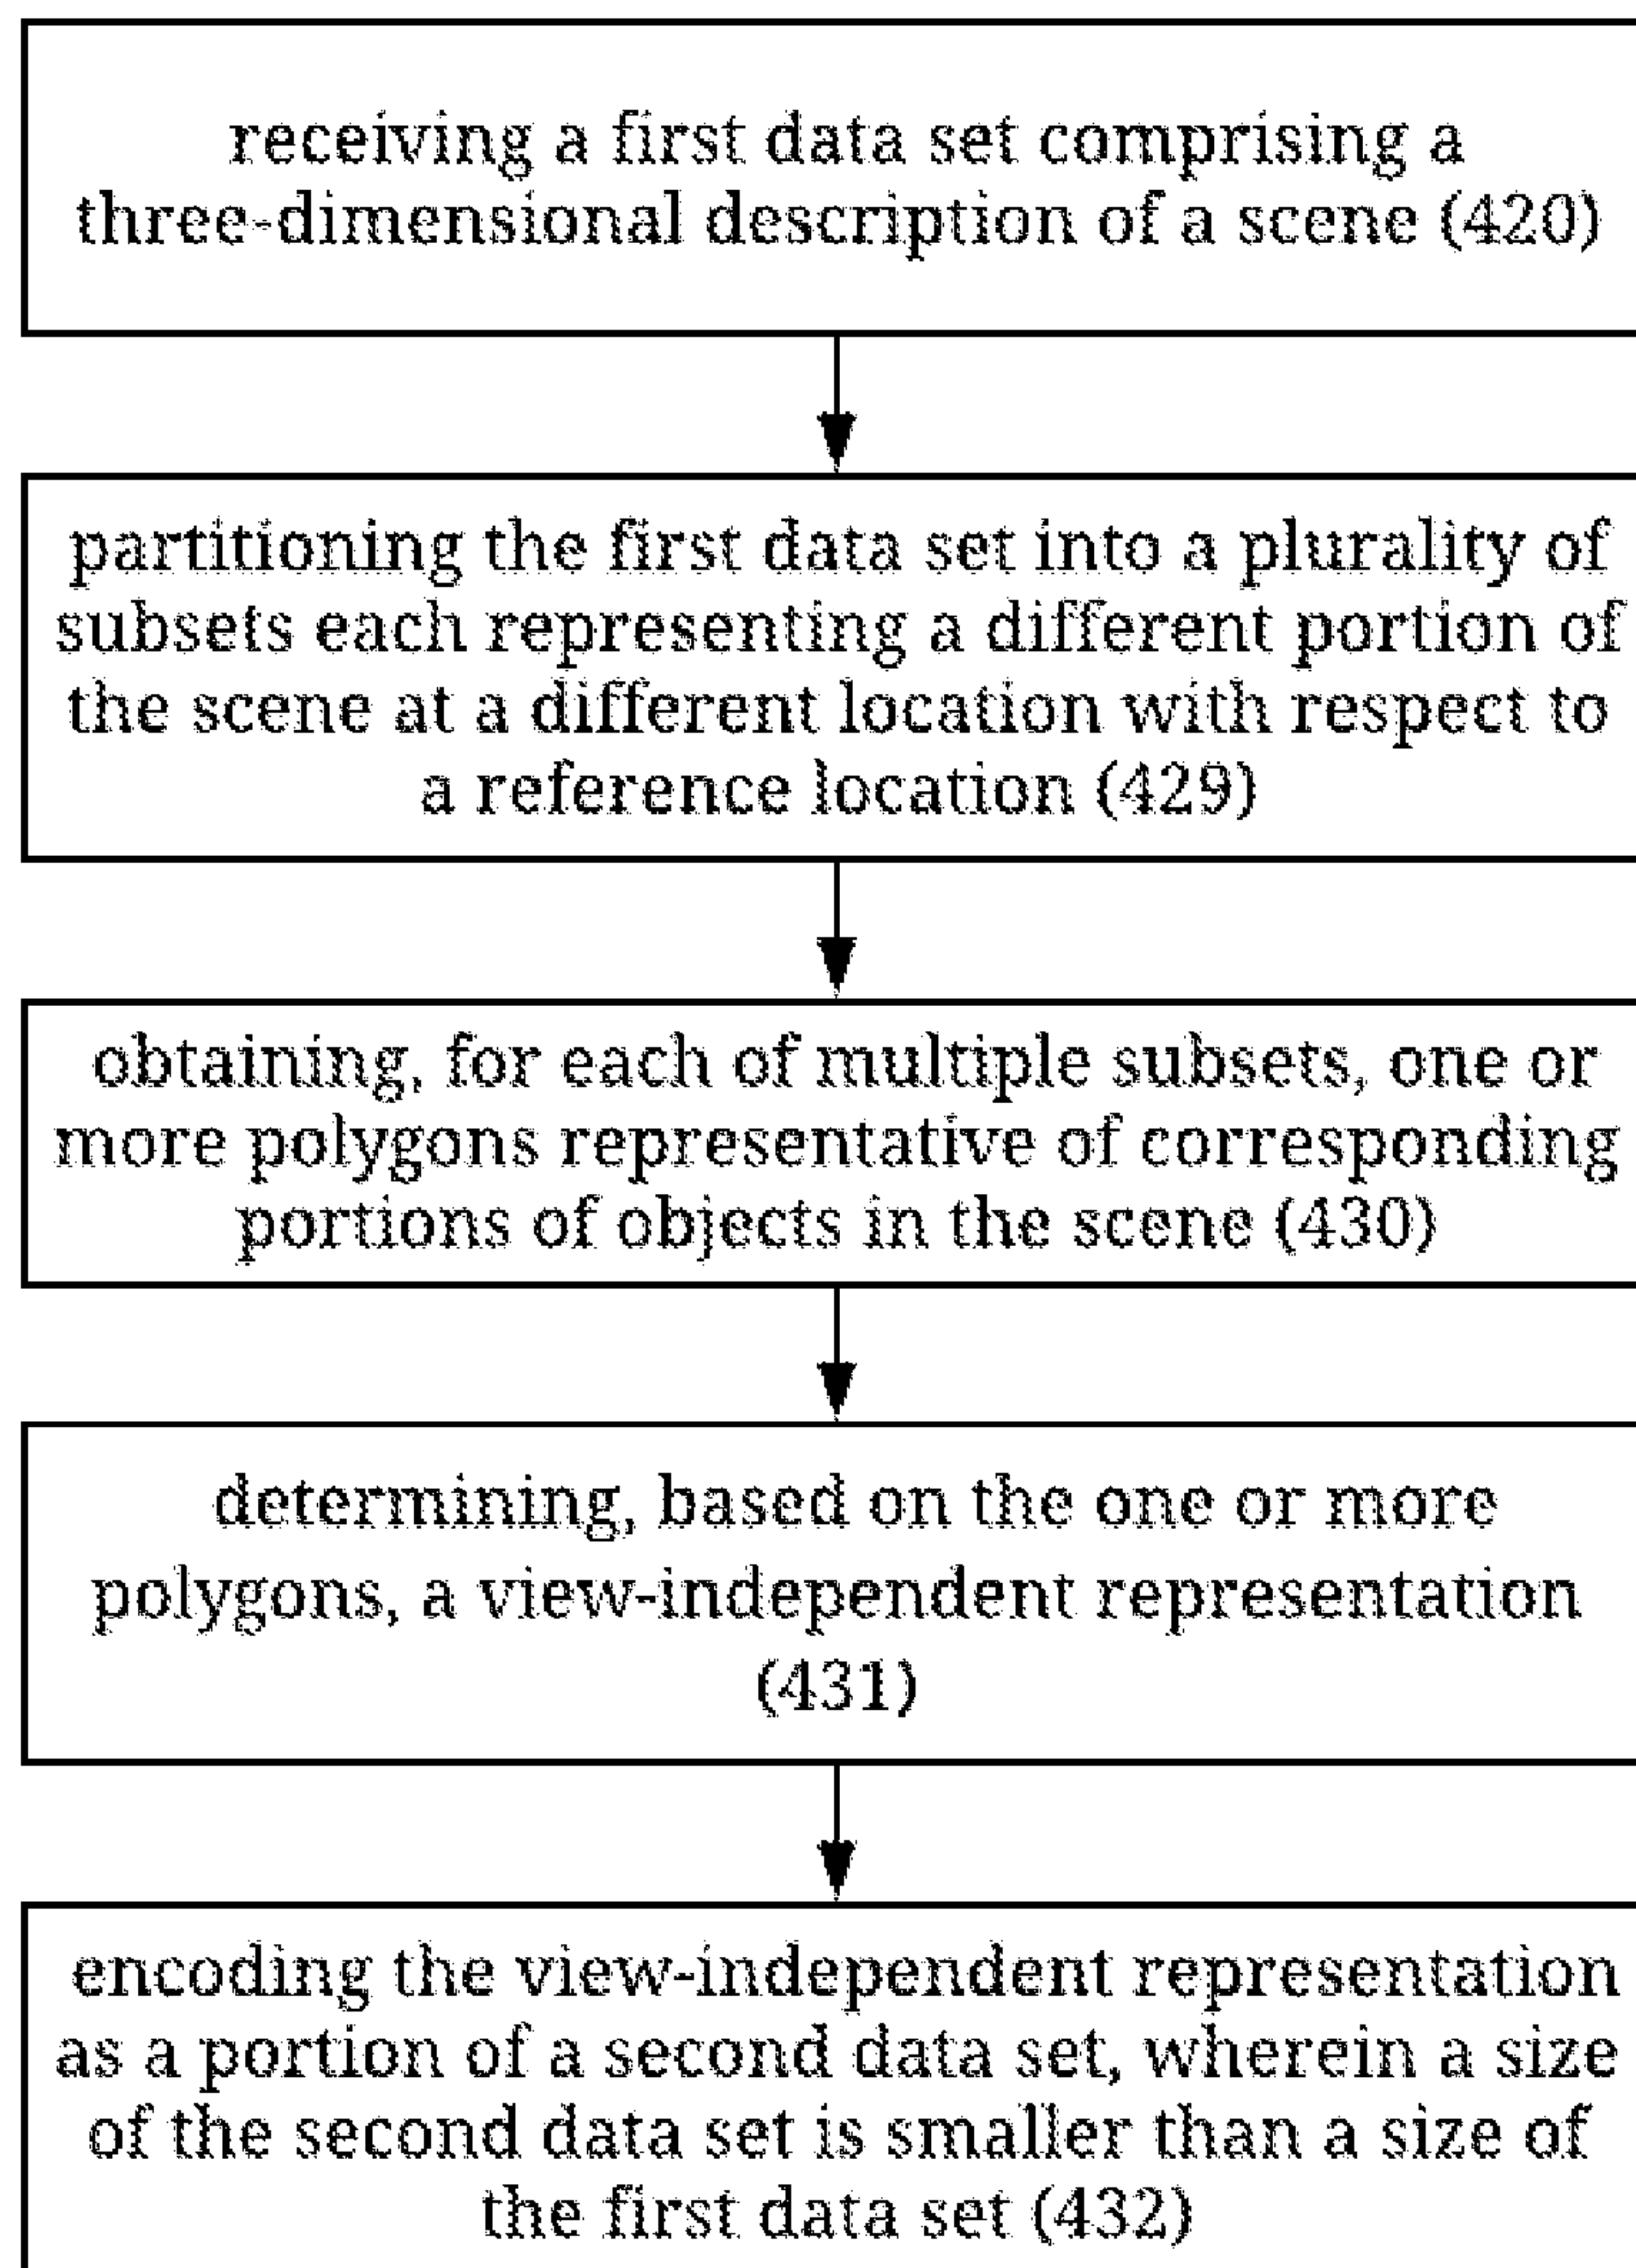 receiving a first data set comprising a
three-dimensional description of a scene (420)
partitioning the first data set into a plurality of
subsets each representing a different portion of
the scene at a different location with respect to
a reference location (429)
obtaining, for each of multiple subsets, one or
more polygons representative of corresponding
portions of objects in the scene (430)
determining, based on the one or more
polygons, a view-independent representation
(431)
encoding the view-independent representation
as a portion of a second data set, wherein a size
of the second data set is smaller than a size of
the first data set (432)